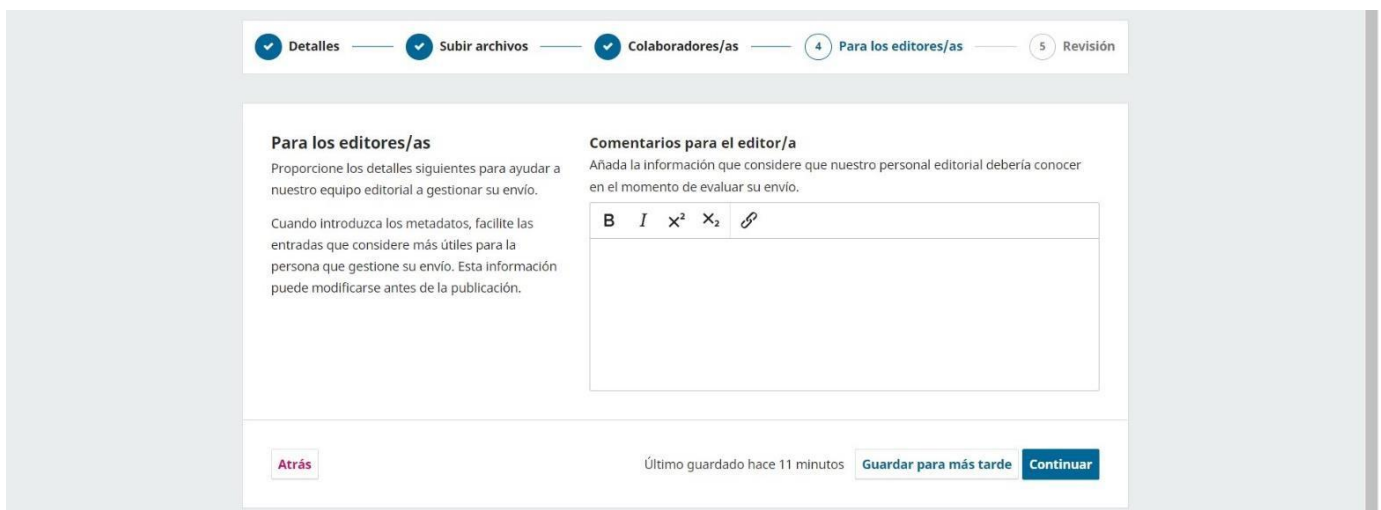 Detalles
Subir archivos
Colaboradores/as
4 Para los editores/as
5 Revisión
Para los editores/as
Proporcione los detalles siguientes para ayudar a
nuestro equipo editorial a gestionar su envío.
Cuando introduzca los metadatos, facilite las
entradas que considere más útiles para la
persona que gestione su envío. Esta información
puede modificarse antes de la publicación.
Comentarios para el editor/a
Añada la información que considere que nuestro personal editorial debería conocer
en el momento de evaluar su envío.
B I x² x₂
Atrás
Último guardado hace 11 minutos
Guardar para más tarde
Continuar